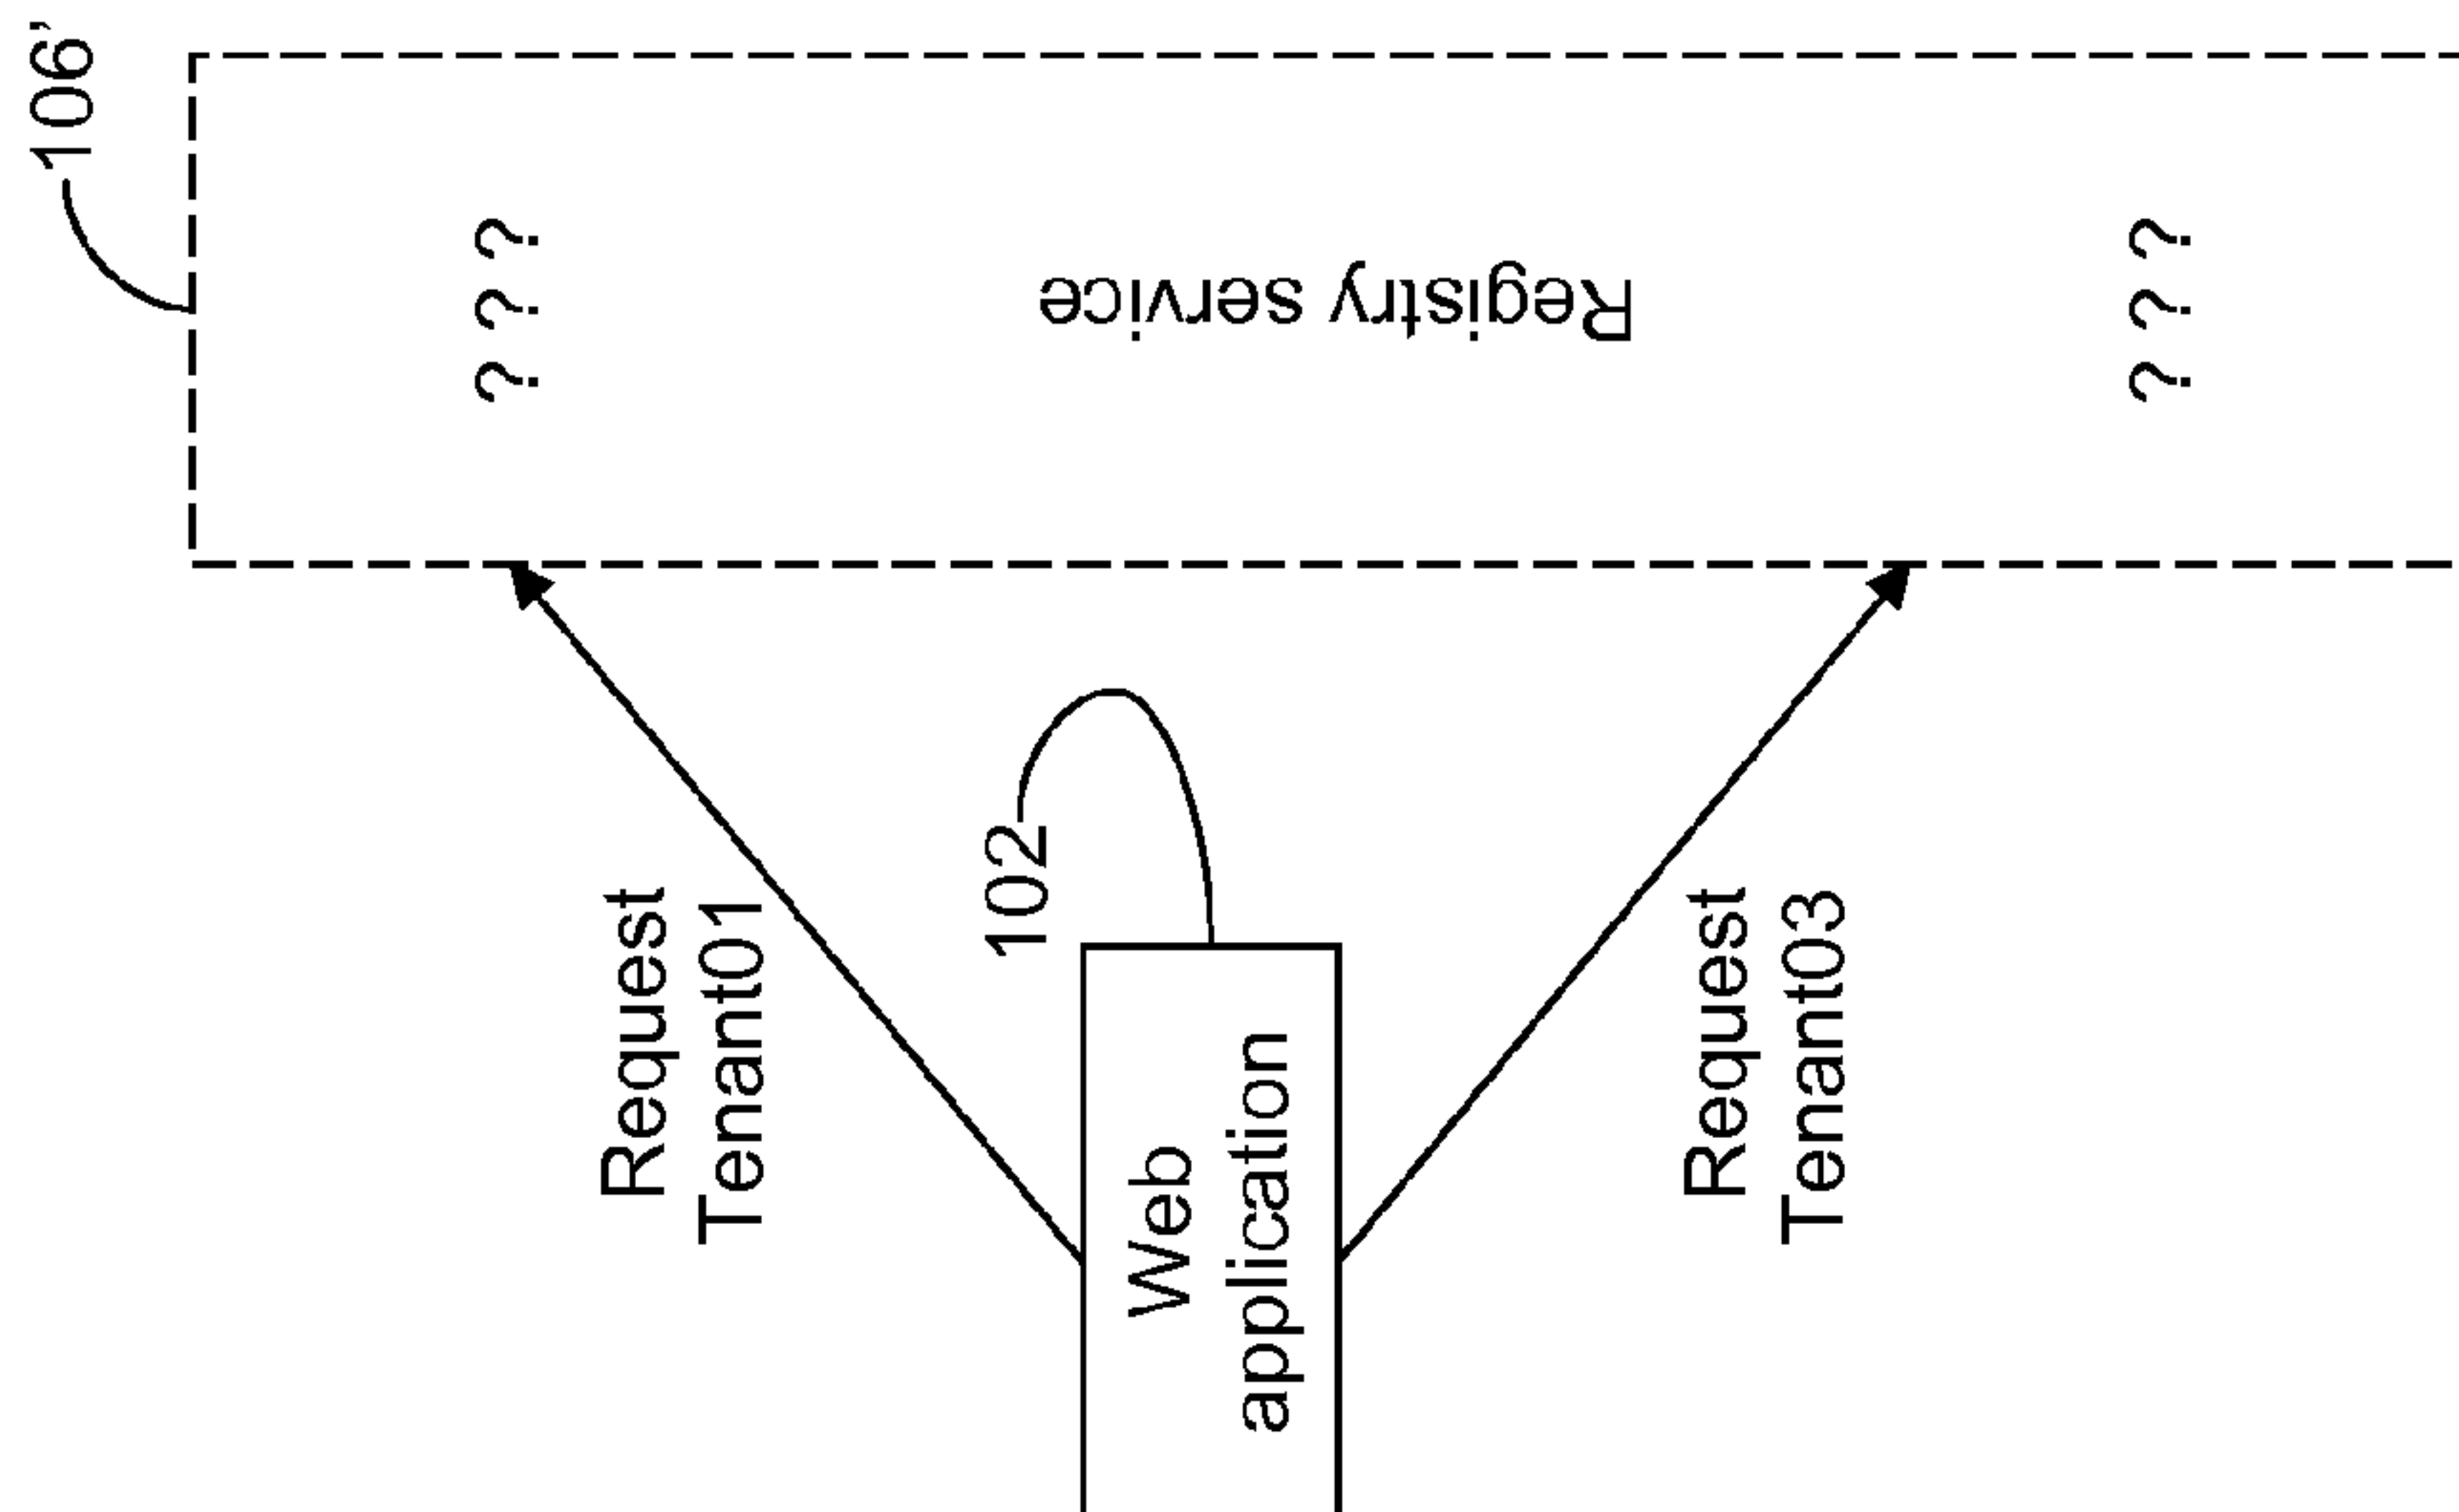 106’
? ? ?
Registry service
? ? ?
Request
Tenant01
102
Web
application
Request
Tenant03